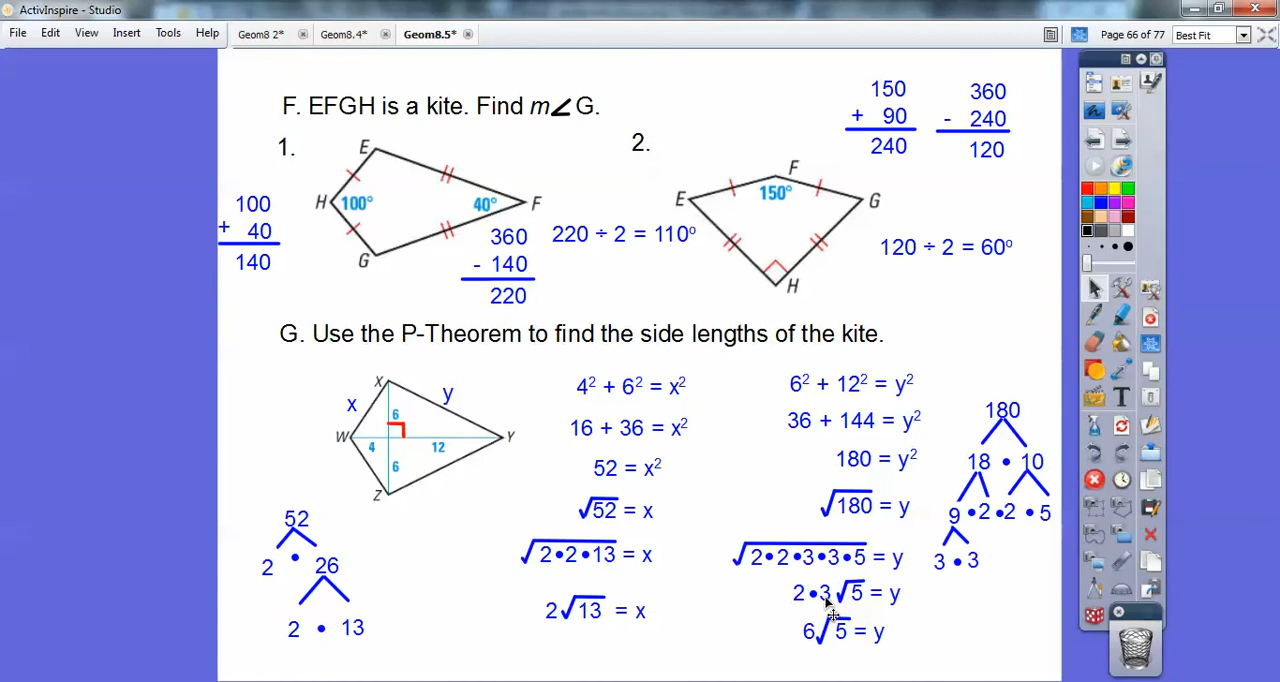 ActivInspire - Studio
File Edit View Insert Tools Help
Geom8 2* Geom8.4* Geom8.5*
Page 66 of 77 Best Fit
F. EFGH is a kite. Find m∠G.
1.
E
H 100° 40° F
G
100
+ 40
140
360
- 140
220
220 ÷ 2 = 110°
2.
F
E 150° G
H
150
+ 90
240
360
- 240
120
120 ÷ 2 = 60°
G. Use the P-Theorem to find the side lengths of the kite.
X
x y
6
W 4 12 Y
6
Z
52
2 • 26
2 • 13
4² + 6² = x²
16 + 36 = x²
52 = x²
√52 = x
√2•2•13 = x
2√13 = x
6² + 12² = y²
36 + 144 = y²
180 = y²
√180 = y
√2•2•3•3•5 = y
2•3√5 = y
6√5 = y
180
18 • 10
9 •2 •2 •5
3 • 3
T